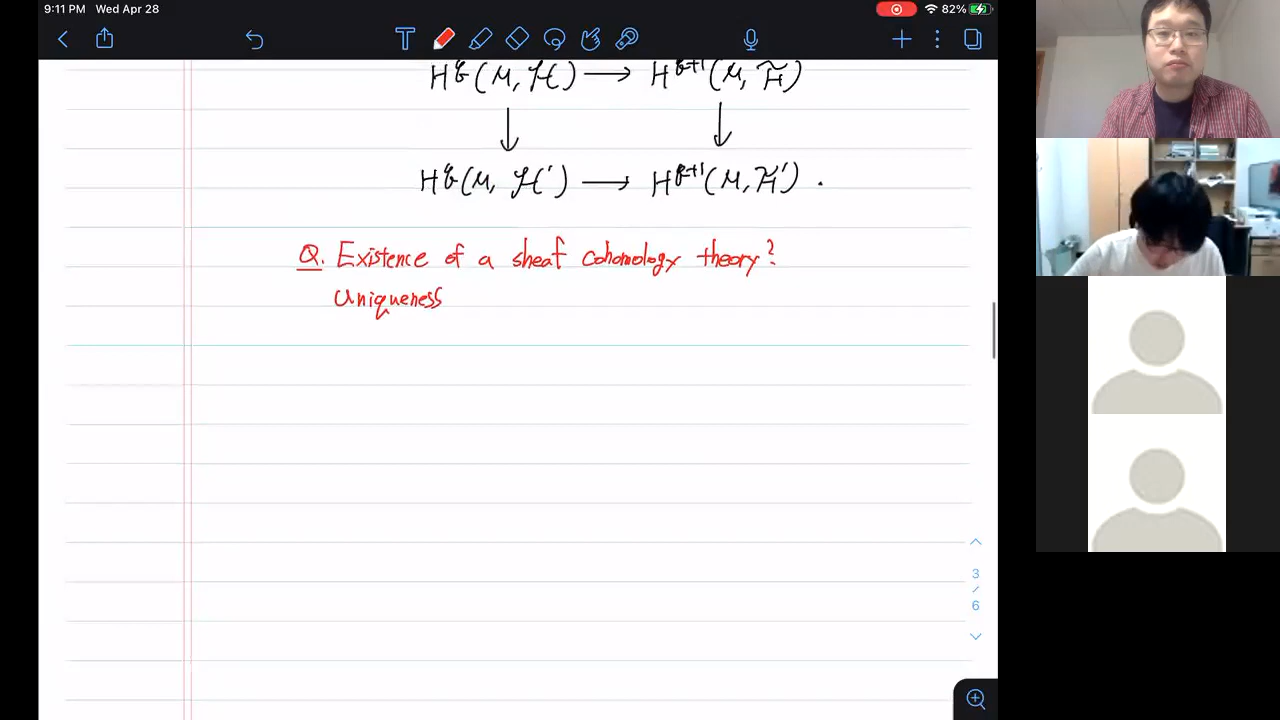 9:11 PM Wed Apr 28
82%
H^q(M, ℋ) ⟶ H^{q+1}(M, ℋ̃)
↓ ↓
H^q(M, ℋ') ⟶ H^{q+1}(M, ℋ̃').
Q. Existence of a sheaf cohomology theory?
Uniqueness
3
6